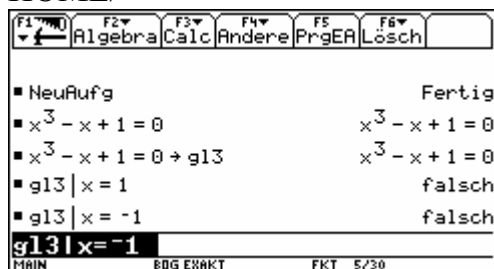 F1 F2 Algebra F3 Calc F4 Andere F5 PrgEA F6 Lösch
▪ NeuAufg Fertig
▪ x³ - x + 1 = 0 x³ - x + 1 = 0
▪ x³ - x + 1 = 0 → gl3 x³ - x + 1 = 0
▪ gl3 | x = 1 falsch
▪ gl3 | x = ⁻1 falsch
gl3|x=⁻1
MAIN BOG EXAKT FKT 5/30